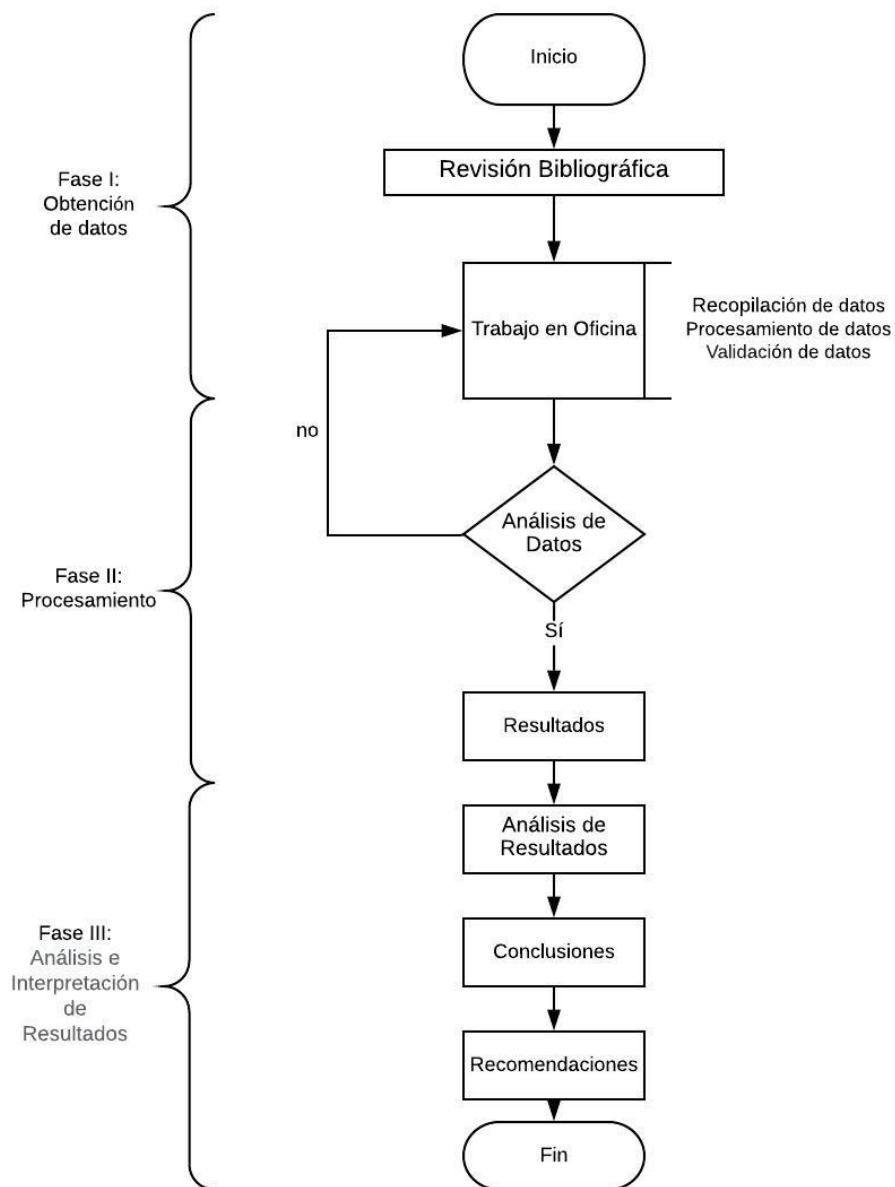 Inicio
Revisión Bibliográfica
Fase I:
Obtención
de datos
Trabajo en Oficina
Recopilación de datos
Procesamiento de datos
Validación de datos
no
Análisis de
Datos
Fase II:
Procesamiento
Sí
Resultados
Análisis de
Resultados
Fase III:
Análisis e
Interpretación
de
Resultados
Conclusiones
Recomendaciones
Fin